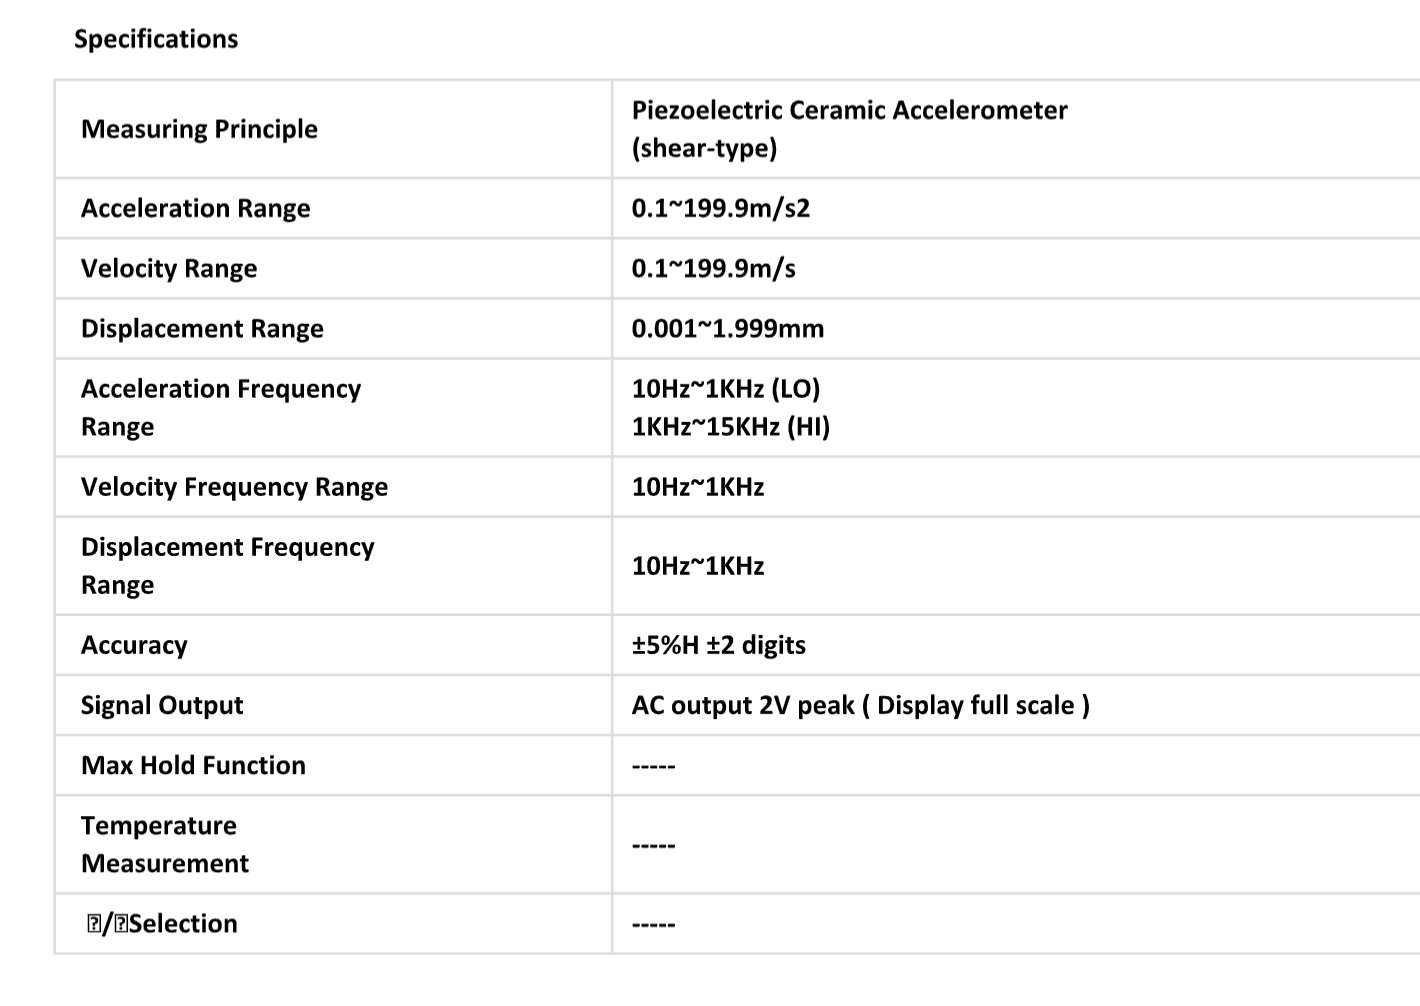 Specifications
Measuring Principle
Piezoelectric Ceramic Accelerometer
(shear-type)
Acceleration Range
0.1~199.9m/s2
Velocity Range
0.1~199.9m/s
Displacement Range
0.001~1.999mm
Acceleration Frequency
Range
10Hz~1KHz (LO)
1KHz~15KHz (HI)
Velocity Frequency Range
10Hz~1KHz
Displacement Frequency
Range
10Hz~1KHz
Accuracy
±5%H ±2 digits
Signal Output
AC output 2V peak ( Display full scale )
Max Hold Function
-----
Temperature
Measurement
-----
⍰/⍰Selection
-----